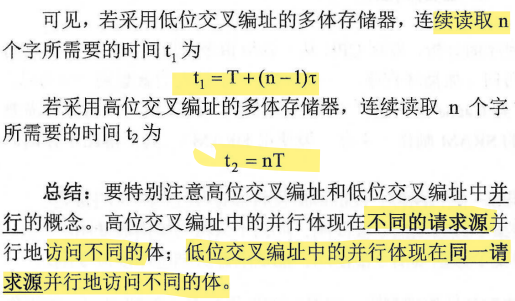 可见，若采用低位交叉编址的多体存储器，连续读取 n
个字所需要的时间 t₁ 为
t₁ = T + (n − 1)τ
若采用高位交叉编址的多体存储器，连续读取 n 个字
所需要的时间 t₂ 为
t₂ = nT
总结：要特别注意高位交叉编址和低位交叉编址中并
行的概念。高位交叉编址中的并行体现在不同的请求源并
行地访问不同的体；低位交叉编址中的并行体现在同一请
求源并行地访问不同的体。